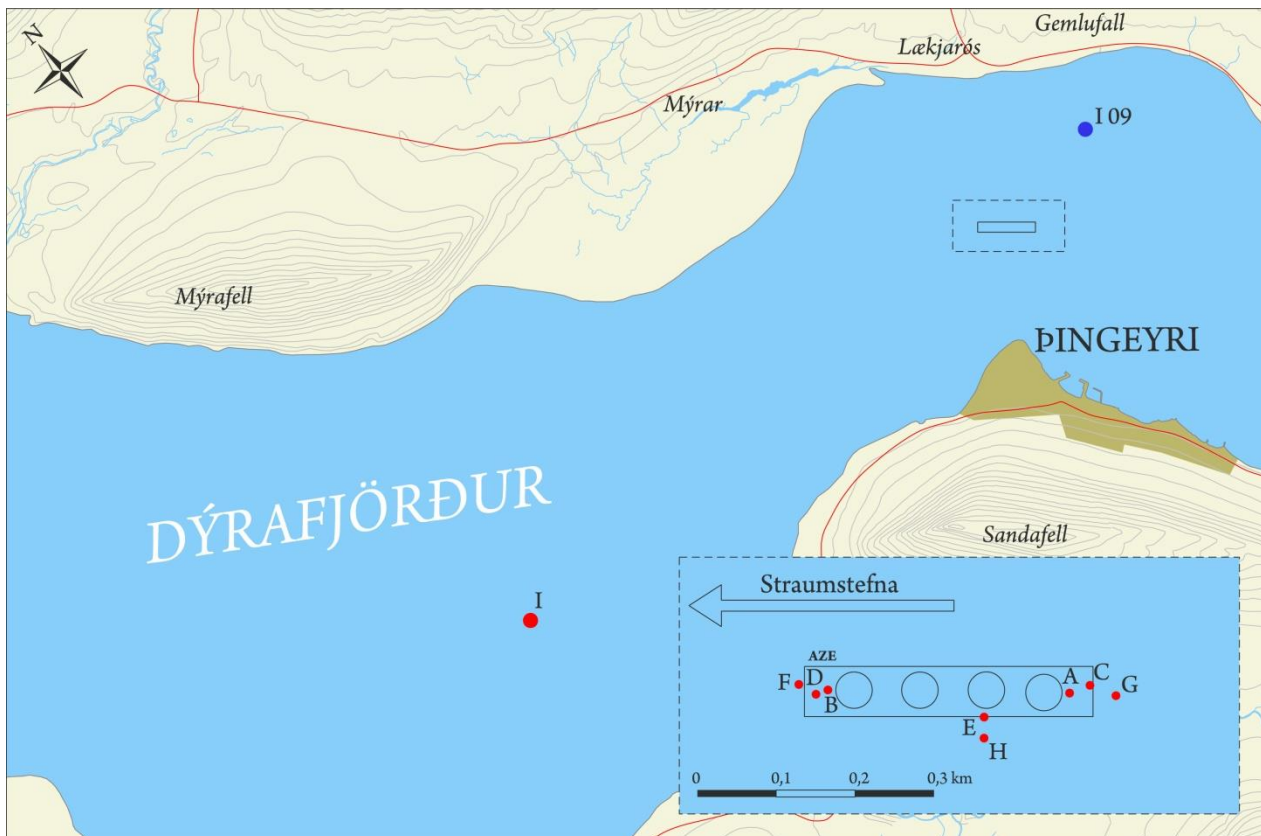 N
Gemlufall
Lækjarós
Mýrar
I 09
Mýrafell
ÞINGEYRI
DÝRAFJÖRÐUR
Sandafell
I
Straumstefna
AZE
F
D
B
A
C
G
E
H
0
0,1
0,2
0,3 km